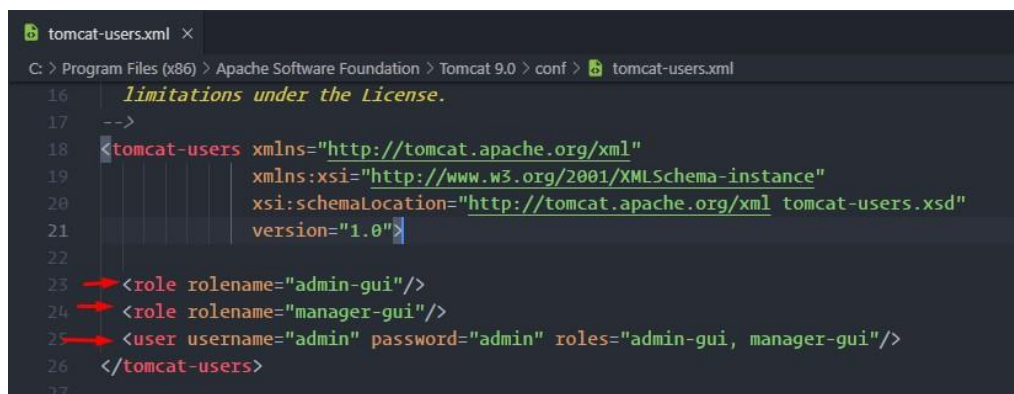 tomcat-users.xml ×
C: > Program Files (x86) > Apache Software Foundation > Tomcat 9.0 > conf > tomcat-users.xml
16 limitations under the License.
17 -->
18 <tomcat-users xmlns="http://tomcat.apache.org/xml"
19 xmlns:xsi="http://www.w3.org/2001/XMLSchema-instance"
20 xsi:schemaLocation="http://tomcat.apache.org/xml tomcat-users.xsd"
21 version="1.0">
22
23 <role rolename="admin-gui"/>
24 <role rolename="manager-gui"/>
25 <user username="admin" password="admin" roles="admin-gui, manager-gui"/>
26 </tomcat-users>
27